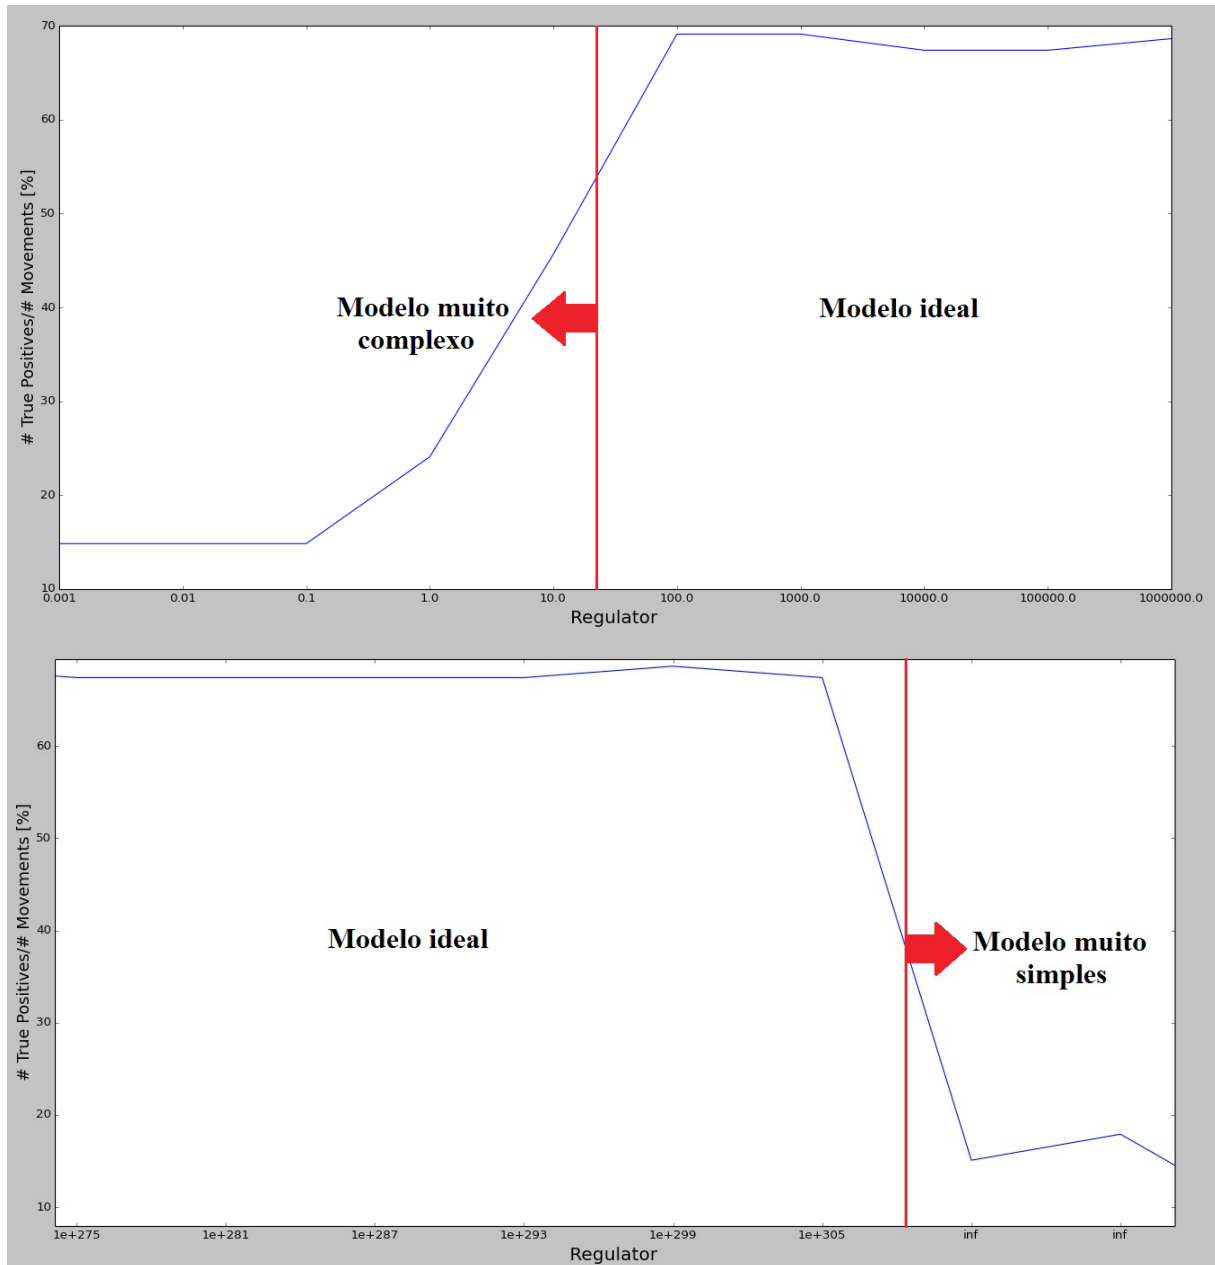 70
60
50
40
30
20
10
# True Positives/# Movements [%]
Modelo muito
complexo
Modelo ideal
0.001 0.01 0.1 1.0 10.0 100.0 1000.0 10000.0 100000.0 1000000.0
Regulator
60
50
40
30
20
10
# True Positives/# Movements [%]
Modelo ideal
Modelo muito
simples
1e+275 1e+281 1e+287 1e+293 1e+299 1e+305 inf inf
Regulator